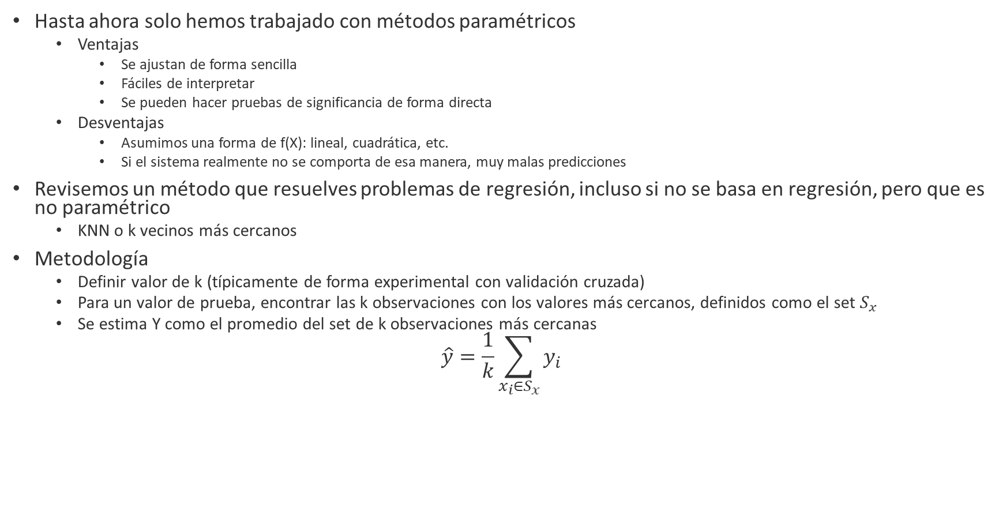 • Hasta ahora solo hemos trabajado con métodos paramétricos
• Ventajas
• Se ajustan de forma sencilla
• Fáciles de interpretar
• Se pueden hacer pruebas de significancia de forma directa
• Desventajas
• Asumimos una forma de f(X): lineal, cuadrática, etc.
• Si el sistema realmente no se comporta de esa manera, muy malas predicciones
• Revisemos un método que resuelves problemas de regresión, incluso si no se basa en regresión, pero que es
no paramétrico
• KNN o k vecinos más cercanos
• Metodología
• Definir valor de k (típicamente de forma experimental con validación cruzada)
• Para un valor de prueba, encontrar las k observaciones con los valores más cercanos, definidos como el set $S_x$
• Se estima Y como el promedio del set de k observaciones más cercanas
$\hat{y} = \frac{1}{k} \sum_{x_i \in S_x} y_i$